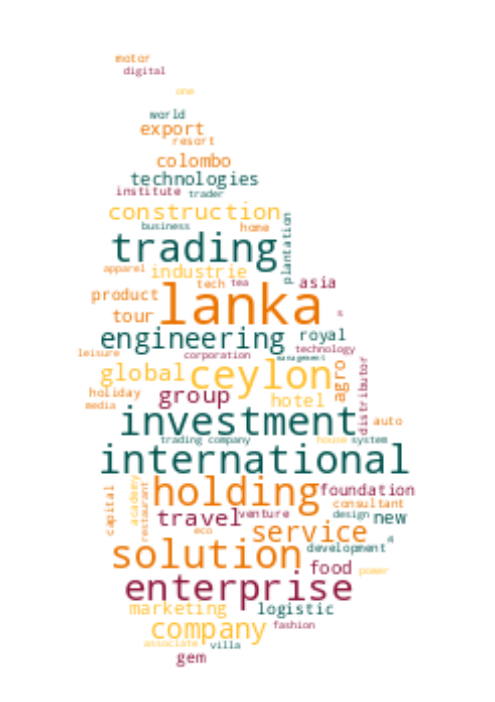 motor
digital
one
world
export
resort
colombo
technologies
institute trader
construction
business home
plantation
trading
apparel industrie
tech tea asia
product lanka
tour s
engineering royal
leisure corporation technology
management
global ceylon agro
distributor
holiday group hotel
media
investment auto
trading company house system
international
holding foundation
capital academy restaurant
consultant
travel venture design new
eco service
solution development
food power
enterprise
marketing logistic
company fashion
associate villa
gem